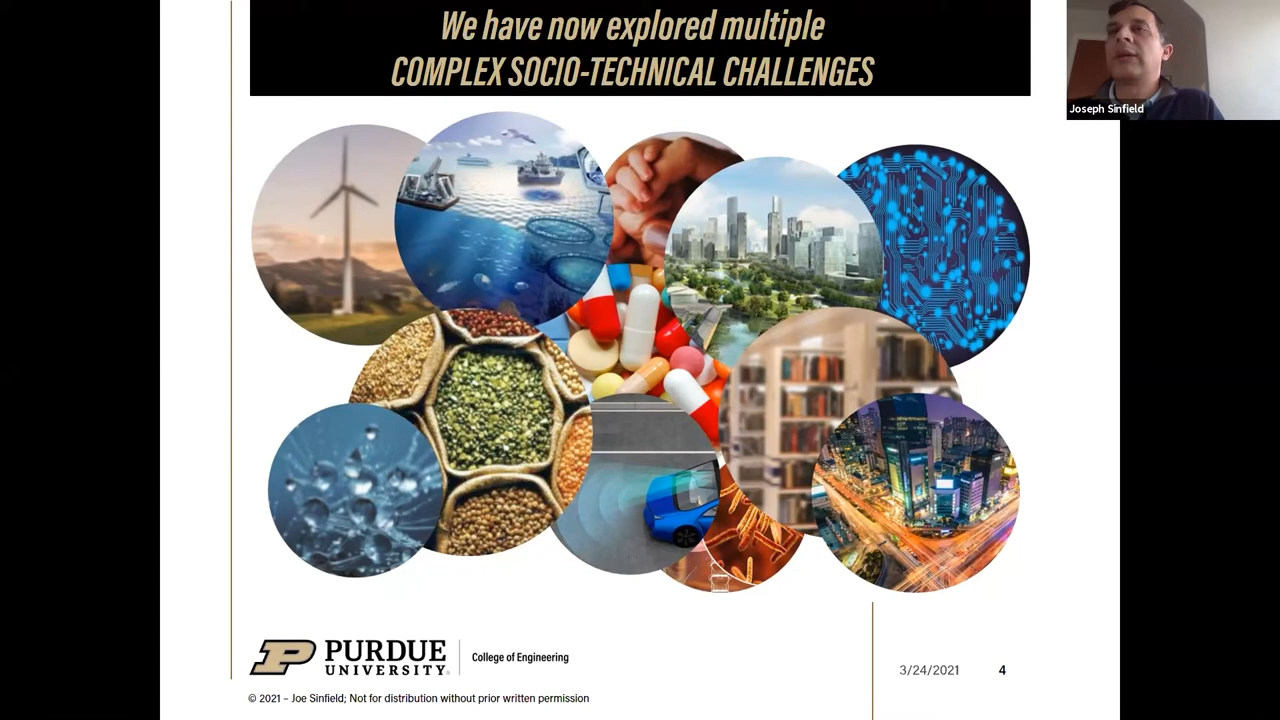 We have now explored multiple
COMPLEX SOCIO-TECHNICAL CHALLENGES
Joseph Sinfield
PURDUE
UNIVERSITY®
College of Engineering
3/24/2021
4
© 2021 – Joe Sinfield; Not for distribution without prior written permission